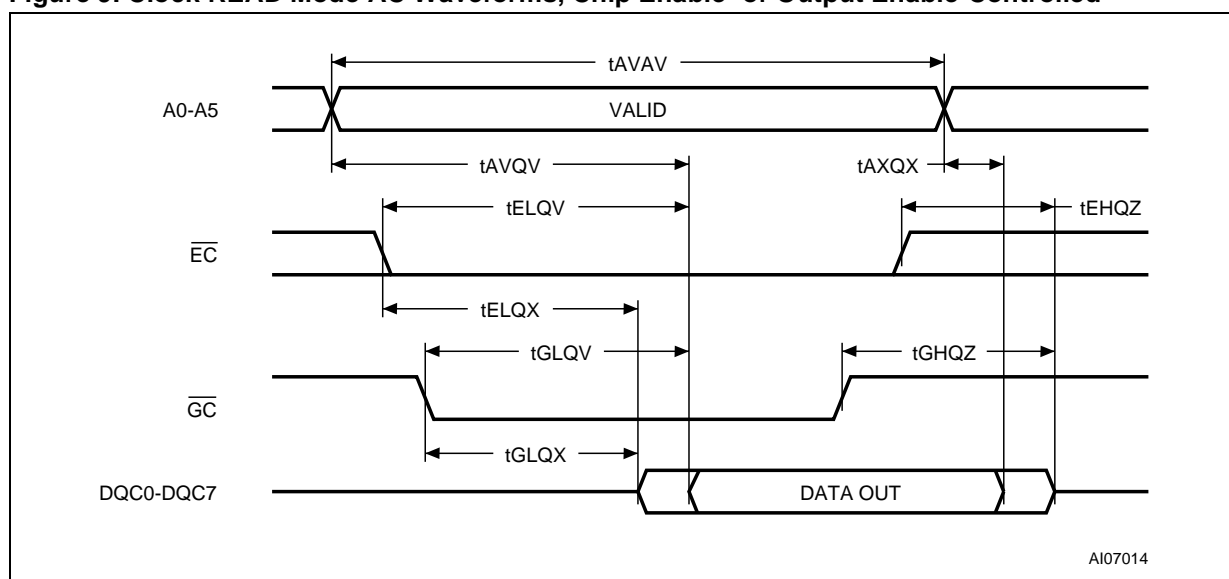 Figure Clock READ Mode AC Waveforms, Chip Enable- or Output Enable-Controlled
tAVAV
A0-A5
VALID
tAVQV
tAXQX
tELQV
tEHQZ
EC
tELQX
tGLQV
tGHQZ
GC
tGLQX
DQC0-DQC7
DATA OUT
AI07014